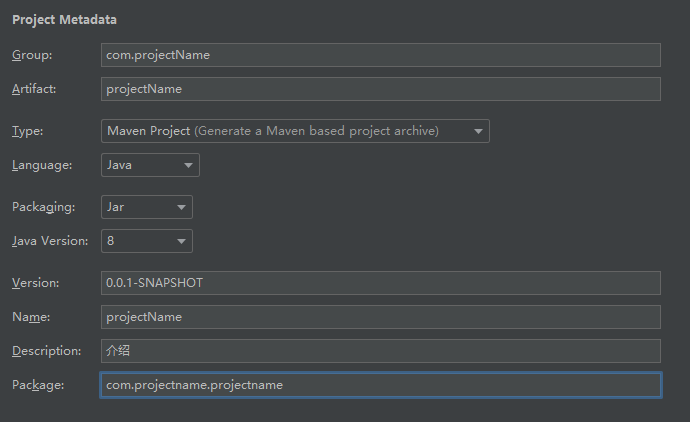 Project Metadata
Group: com.projectName
Artifact: projectName
Type: Maven Project (Generate a Maven based project archive)
Language: Java
Packaging: Jar
Java Version: 8
Version: 0.0.1-SNAPSHOT
Name: projectName
Description: 介绍
Package: com.projectname.projectname